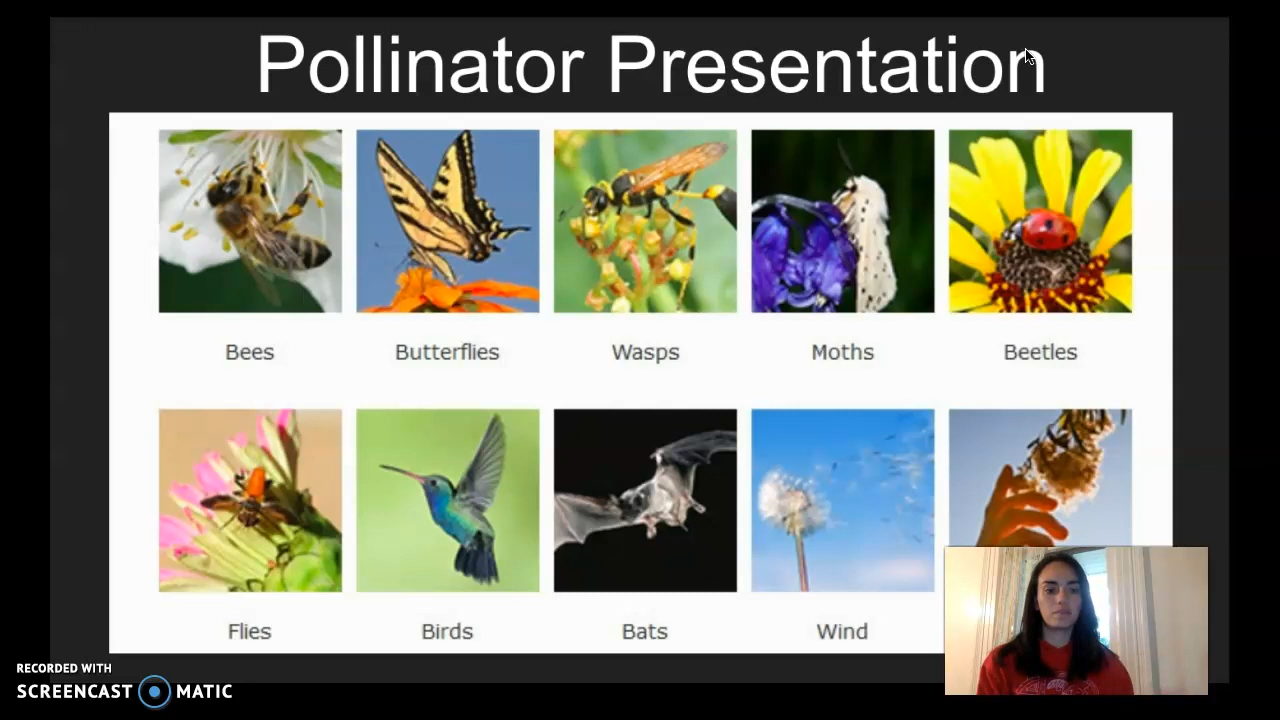 Pollinator Presentation
Bees Butterflies Wasps Moths Beetles
Flies Birds Bats Wind
RECORDED WITH
SCREENCAST MATIC